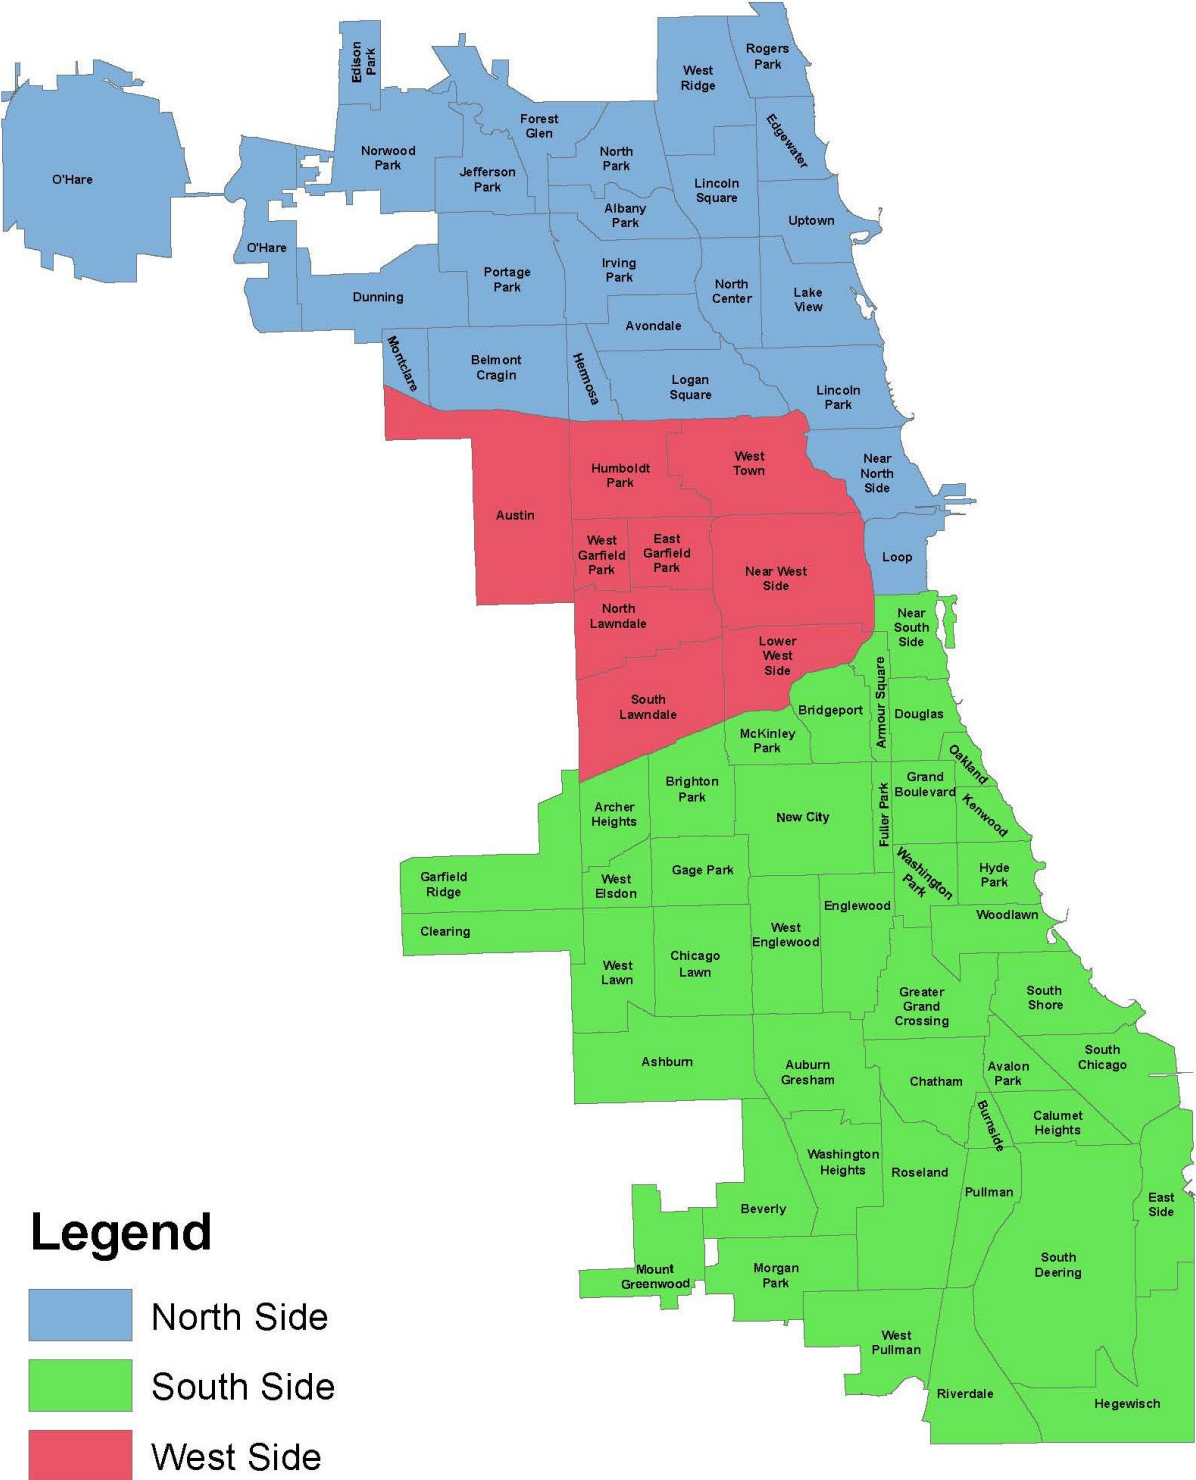 Edison
Park
Rogers
Park
West
Ridge
Forest
Glen
Edgewater
Norwood
Park
North
Park
Jefferson
Park
O'Hare
Lincoln
Square
Albany
Park
Uptown
O'Hare
Irving
Park
Portage
Park
North
Center
Lake
View
Dunning
Avondale
Montclare
Belmont
Cragin
Hermosa
Logan
Square
Lincoln
Park
West
Town
Near
North
Side
Humboldt
Park
Austin
West
Garfield
Park
East
Garfield
Park
Loop
Near West
Side
North
Lawndale
Near
South
Side
Lower
West
Side
South
Lawndale
Bridgeport
Armour Square
Douglas
McKinley
Park
Oakland
Brighton
Park
Grand
Boulevard
Archer
Heights
New City
Fuller Park
Kenwood
Garfield
Ridge
West
Elsdon
Gage Park
Washington
Park
Hyde
Park
Englewood
Woodlawn
Clearing
West
Englewood
West
Lawn
Chicago
Lawn
Greater
Grand
Crossing
South
Shore
Ashburn
Auburn
Gresham
Chatham
Avalon
Park
South
Chicago
Burnside
Calumet
Heights
Washington
Heights
Roseland
Pullman
East
Side
Beverly
Legend
Mount
Greenwood
Morgan
Park
South
Deering
North Side
West
Pullman
South Side
Riverdale
Hegewisch
West Side